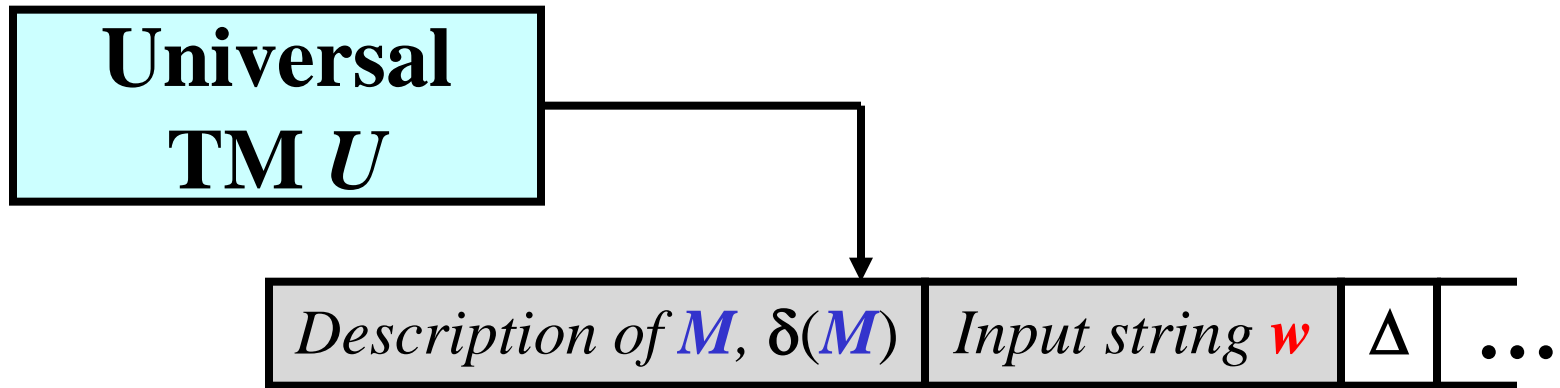 Universal
TM U
Description of M, δ(M) Input string w Δ ...